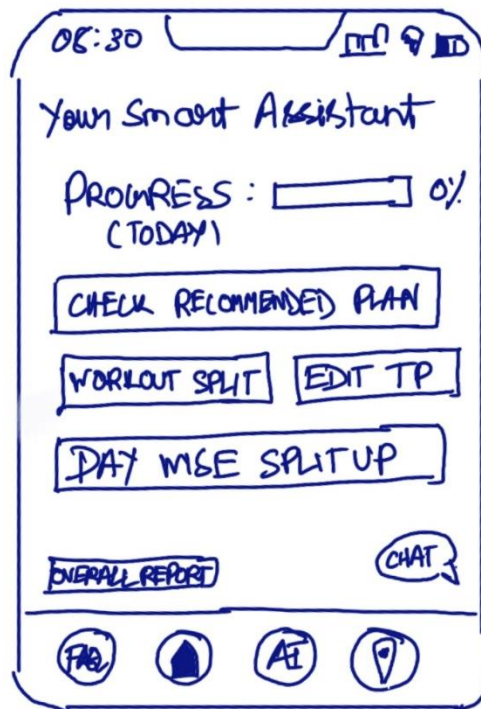 08:30
Your Smart Assistant
PROGRESS : 0%
(TODAY)
CHECK RECOMMENDED PLAN
WORKOUT SPLIT EDIT TP
DAY WISE SPLITUP
OVERALL REPORT CHAT
FAQ AI